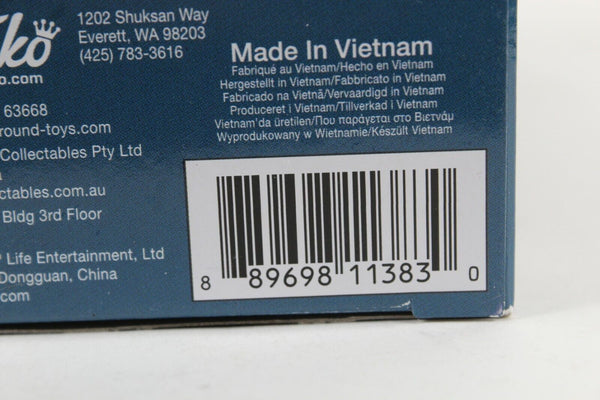 1202 Shuksan Way
Everett, WA 98203
(425) 783-3616
ko
o.com
63668
round-toys.com
Collectables Pty Ltd
ctables.com.au
Bldg 3rd Floor
Life Entertainment, Ltd
Dongguan, China
.com
Made In Vietnam
Fabriqué au Vietnam/Hecho en Vietnam
Hergestellt in Vietnam/Fabbricato in Vietnam
Fabricado na Vietnã/Vervaardigd in Vietnam
Produceret i Vietnam/Tillverkad i Vietnam
Vietnam'da üretilen/Που παράγεται στο Βιετνάμ
Wyprodukowany w Wietnamie/Készült Vietnam
8 89698 11383 0